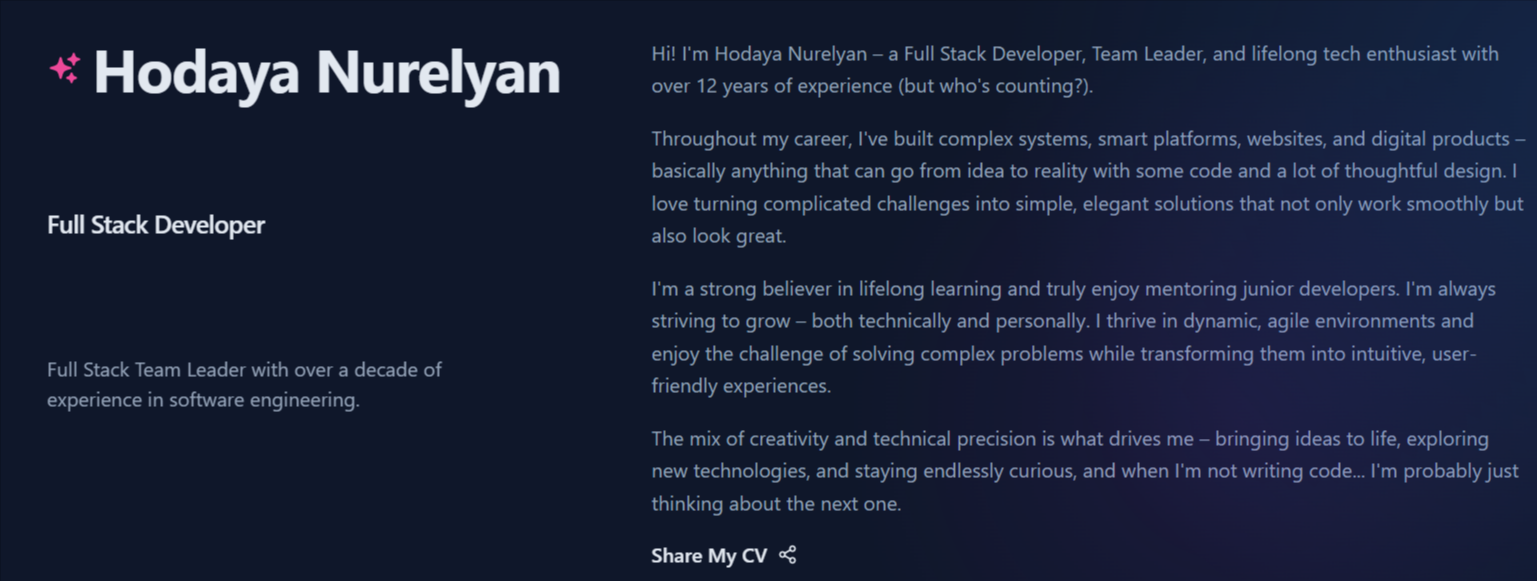 Hodaya Nurelyan
Full Stack Developer
Full Stack Team Leader with over a decade of
experience in software engineering.
Hi! I'm Hodaya Nurelyan – a Full Stack Developer, Team Leader, and lifelong tech enthusiast with
over 12 years of experience (but who's counting?).
Throughout my career, I've built complex systems, smart platforms, websites, and digital products –
basically anything that can go from idea to reality with some code and a lot of thoughtful design. I
love turning complicated challenges into simple, elegant solutions that not only work smoothly but
also look great.
I'm a strong believer in lifelong learning and truly enjoy mentoring junior developers. I'm always
striving to grow – both technically and personally. I thrive in dynamic, agile environments and
enjoy the challenge of solving complex problems while transforming them into intuitive, user-
friendly experiences.
The mix of creativity and technical precision is what drives me – bringing ideas to life, exploring
new technologies, and staying endlessly curious, and when I'm not writing code... I'm probably just
thinking about the next one.
Share My CV